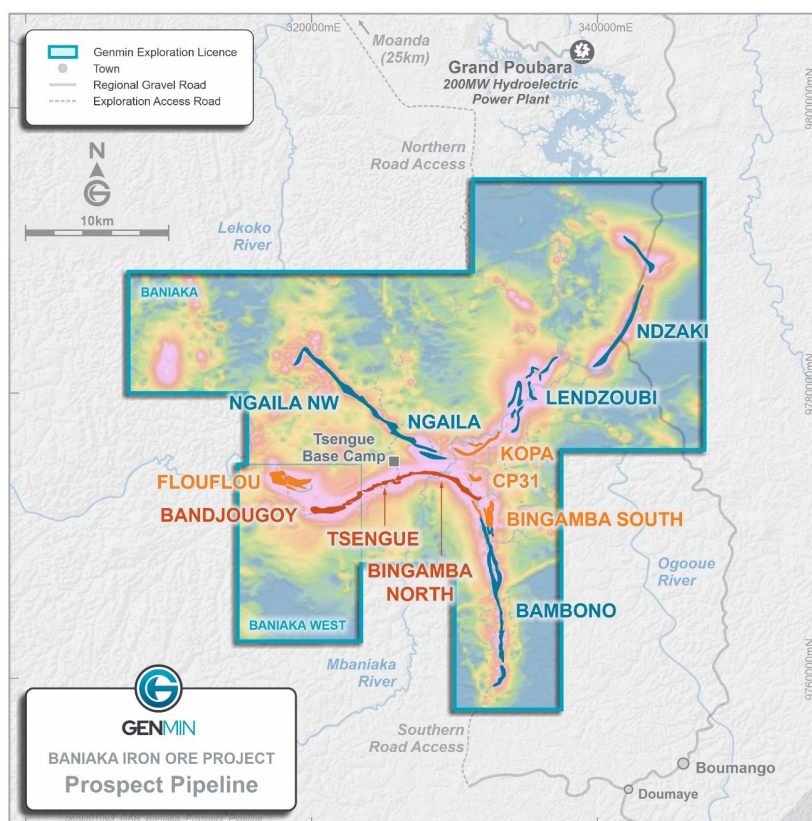 320000mE
340000mE
Genmin Exploration Licence
Town
Regional Gravel Road
Exploration Access Road
Moanda
(25km)
Grand Poubara
200MW Hydroelectric
Power Plant
9800000mN
N
G
10km
Northern
Road Access
Lekoko
River
BANIAKA
NDZAKI
NGAILA NW
LENDZOUBI
9780000mN
NGAILA
Tsengue
Base Camp
KOPA
FLOUFLOU
CP31
BANDJOUGOY
BINGAMBA SOUTH
TSENGUE
BINGAMBA
NORTH
Ogooue
River
BAMBONO
BANIAKA WEST
Mbaniaka
River
9760000mN
G
GENMIN
BANIAKA IRON ORE PROJECT
Prospect Pipeline
Southern
Road Access
Boumango
Doumaye